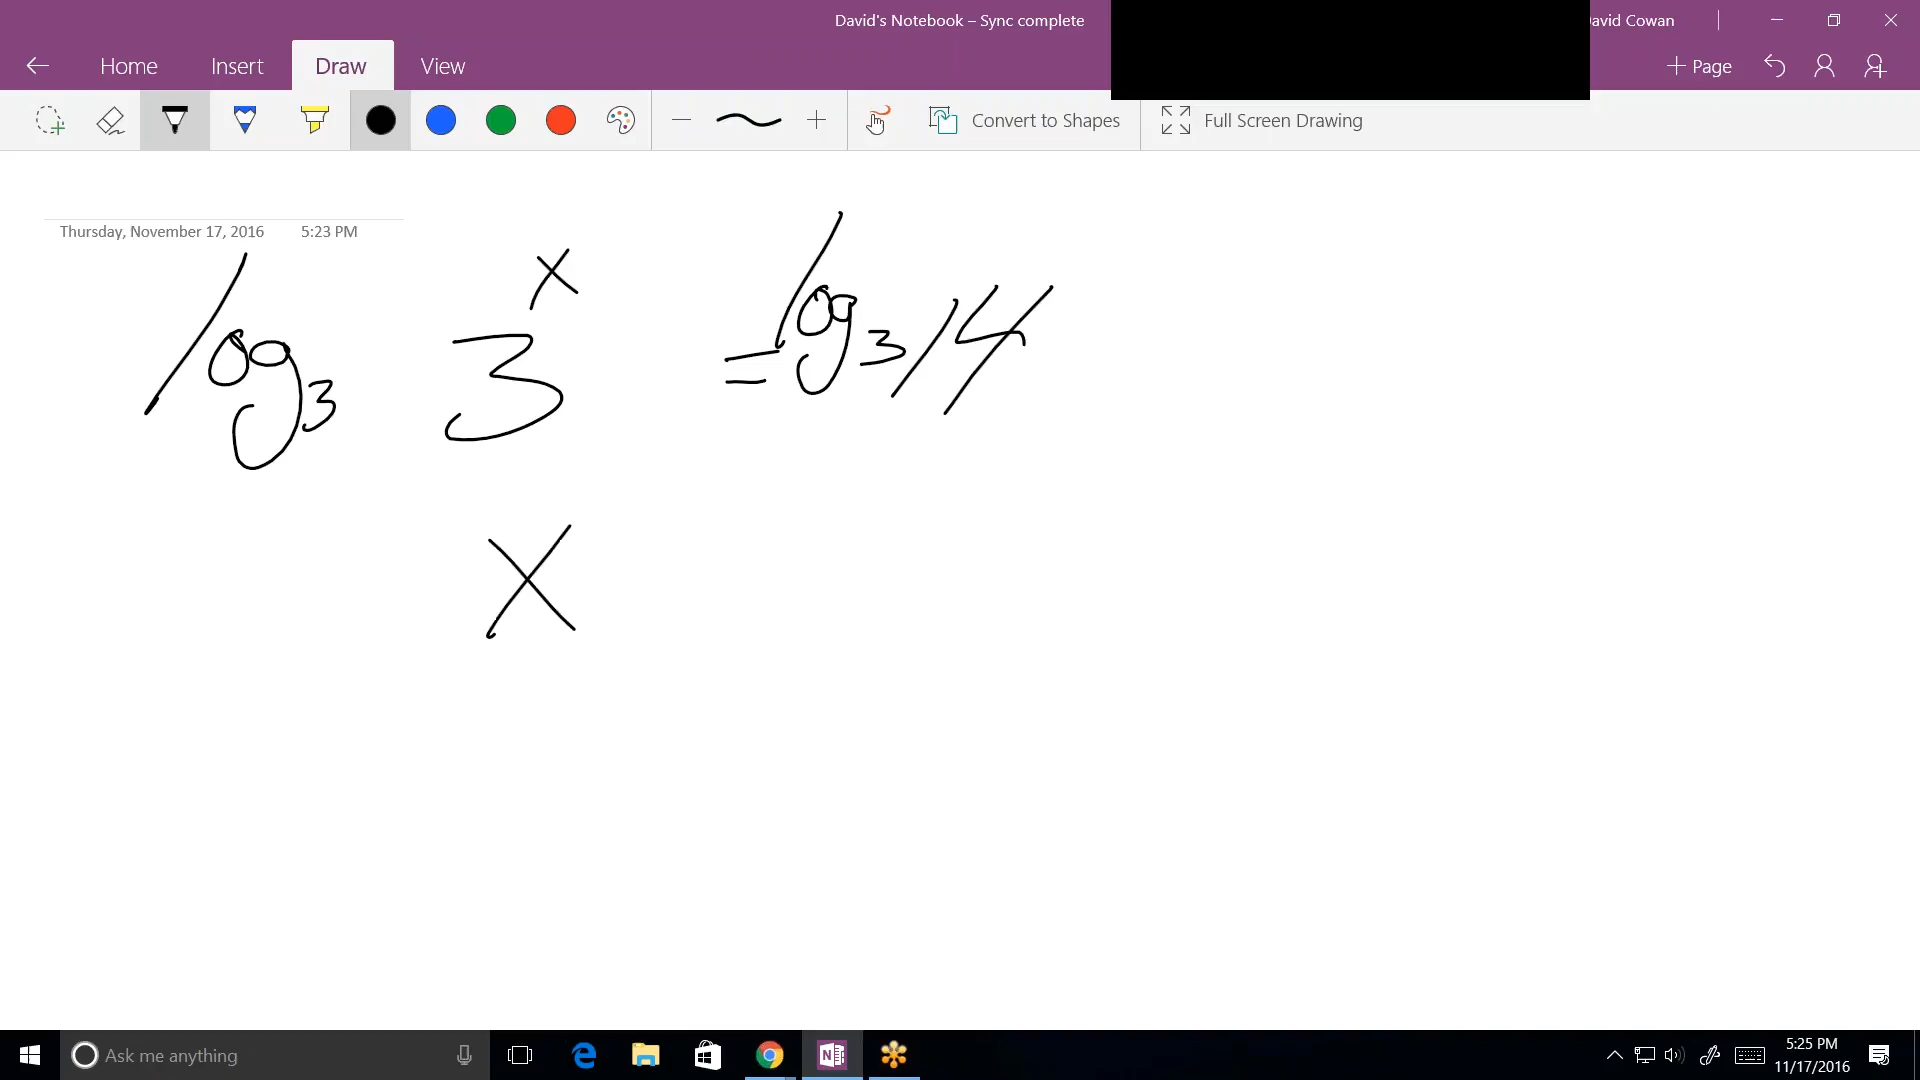 David's Notebook – Sync complete
avid Cowan
Home Insert Draw View
Page
Convert to Shapes Full Screen Drawing
Thursday, November 17, 2016 5:23 PM
log₃ 3ˣ = log₃ 14
x
Ask me anything
5:25 PM
11/17/2016